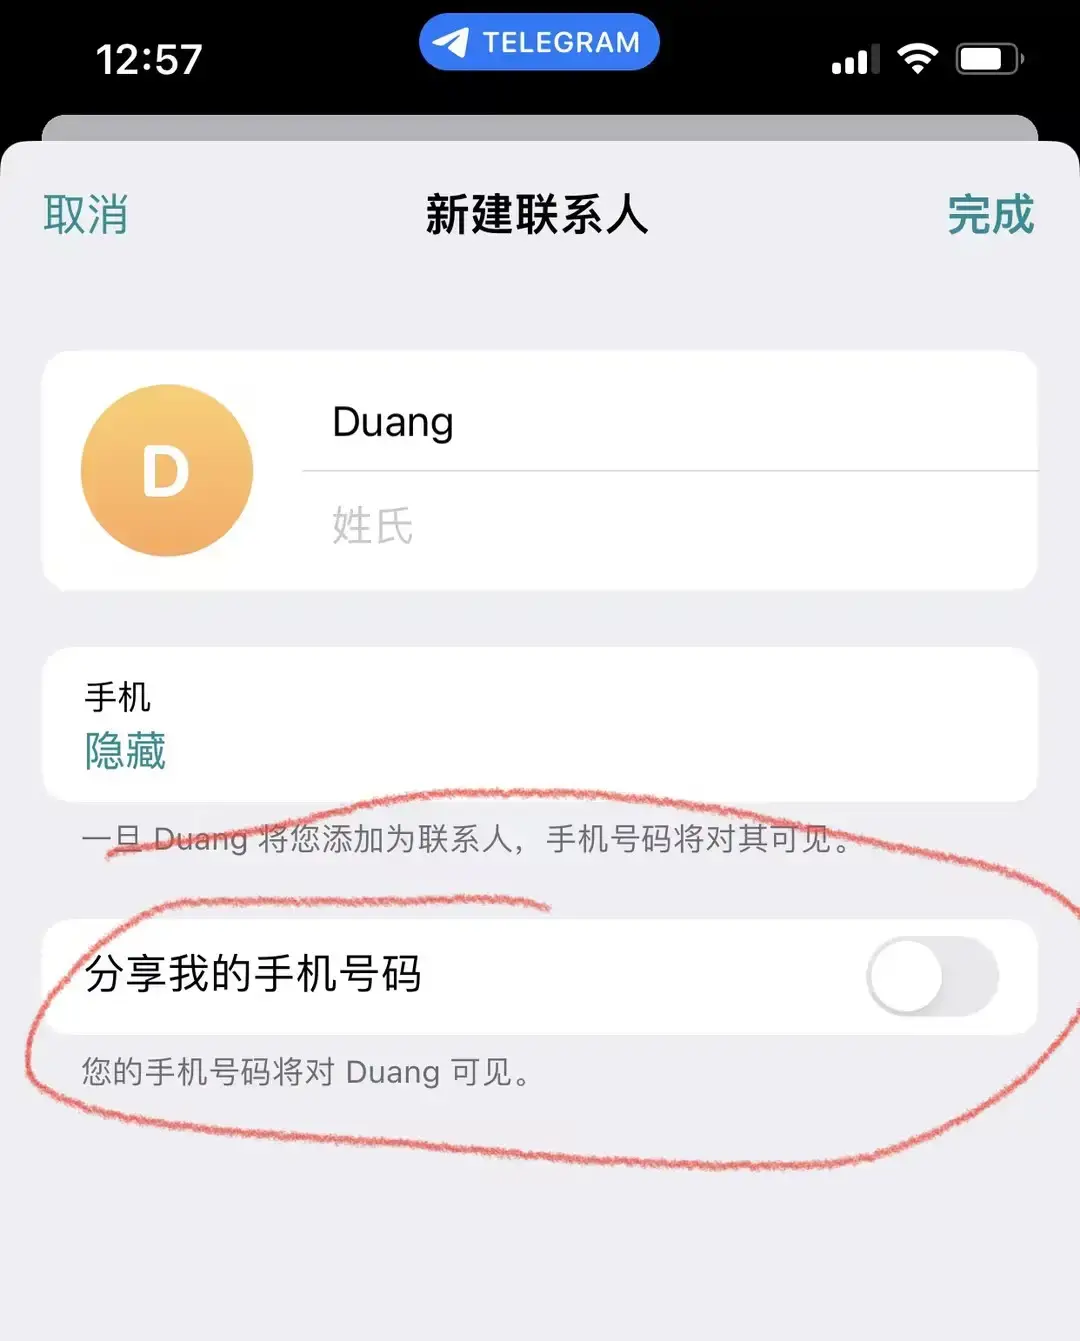 12:57
TELEGRAM
取消 新建联系人 完成
D
Duang
姓氏
手机
隐藏
一旦 Duang 将您添加为联系人，手机号码将对其可见。
分享我的手机号码
您的手机号码将对 Duang 可见。